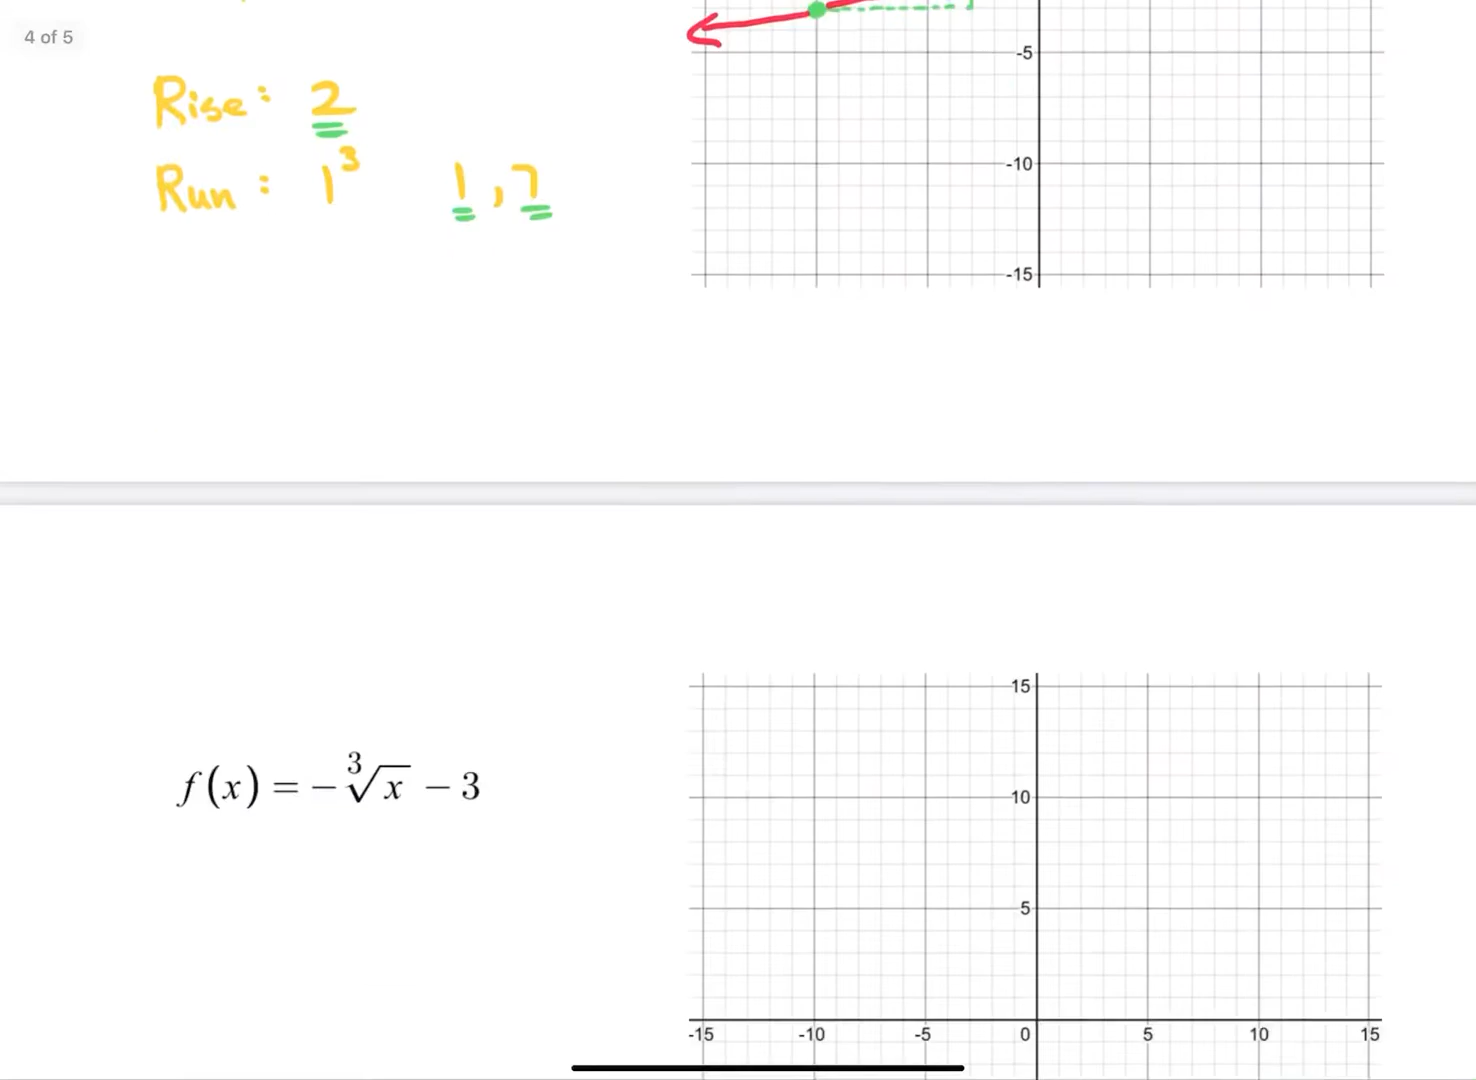 4 of 5
Rise: 2
Run: 1³ 1, 7
-5
-10
-15
f(x) = -∛x - 3
15
10
5
-15 -10 -5 0 5 10 15